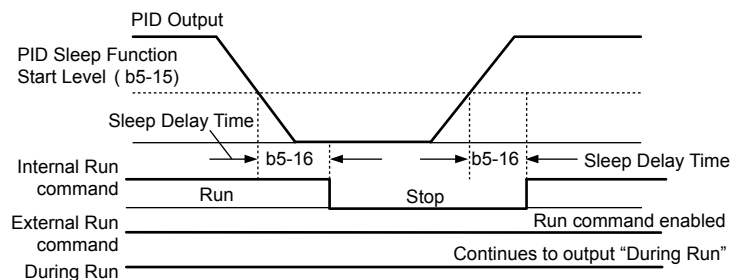 PID Output
PID Sleep Function
Start Level ( b5-15)
Sleep Delay Time
b5-16
b5-16
Sleep Delay Time
Internal Run
command
Run
Stop
External Run
command
Run command enabled
Continues to output “During Run”
During Run